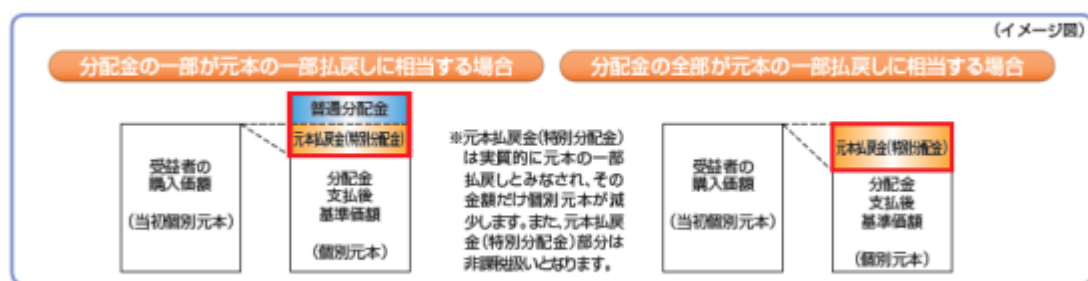 （イメージ図）
分配金の一部が元本の一部払戻しに相当する場合
分配金の全部が元本の一部払戻しに相当する場合
受益者の
購入価額
（当初個別元本）
普通分配金
元本払戻金(特別分配金)
分配金
支払後
基準価額
（個別元本）
※元本払戻金(特別分配金)
は実質的に元本の一部
払戻しとみなされ、その
金額だけ個別元本が減
少します。また、元本払戻
金(特別分配金)部分は
非課税扱いとなります。
受益者の
購入価額
（当初個別元本）
元本払戻金(特別分配金)
分配金
支払後
基準価額
（個別元本）